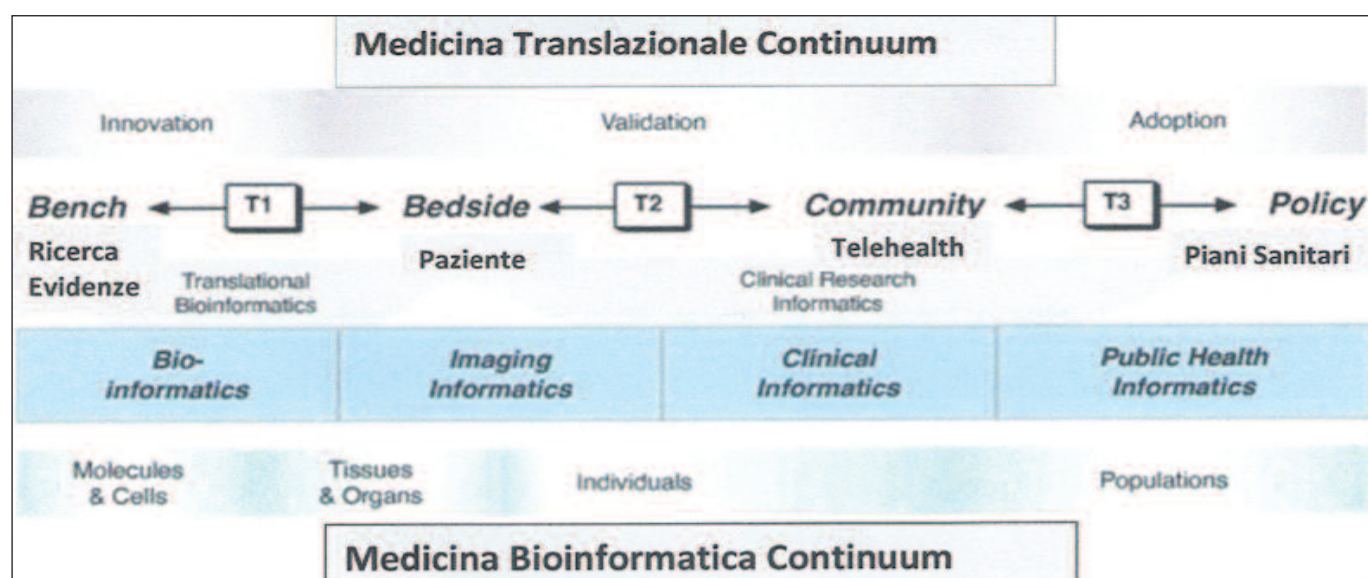 Medicina Translazionale Continuum
Innovation Validation Adoption
Bench T1 Bedside T2 Community T3 Policy
Ricerca
Evidenze
Paziente
Telehealth
Piani Sanitari
Translational
Bioinformatics
Clinical Research
Informatics
Bio-
informatics
Imaging
Informatics
Clinical
Informatics
Public Health
Informatics
Molecules
& Cells
Tissues
& Organs
Individuals
Populations
Medicina Bioinformatica Continuum